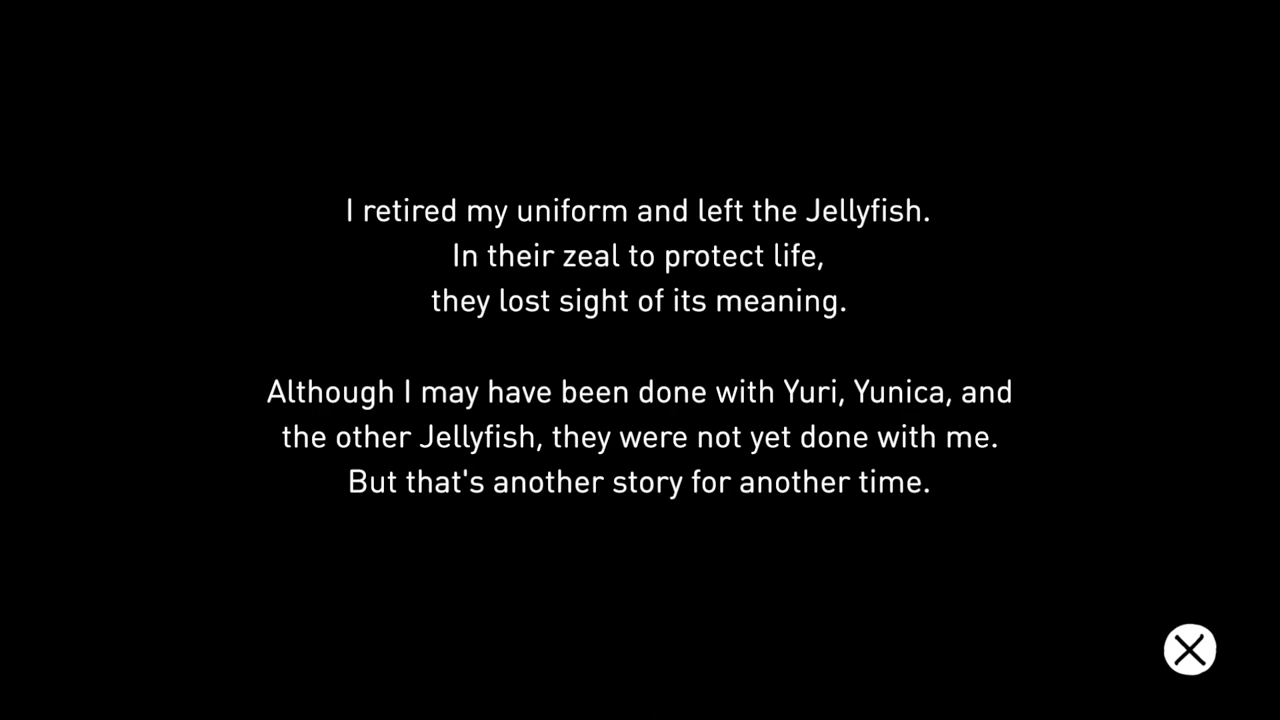 I retired my uniform and left the Jellyfish.
In their zeal to protect life,
they lost sight of its meaning.
Although I may have been done with Yuri, Yunica, and
the other Jellyfish, they were not yet done with me.
But that's another story for another time.